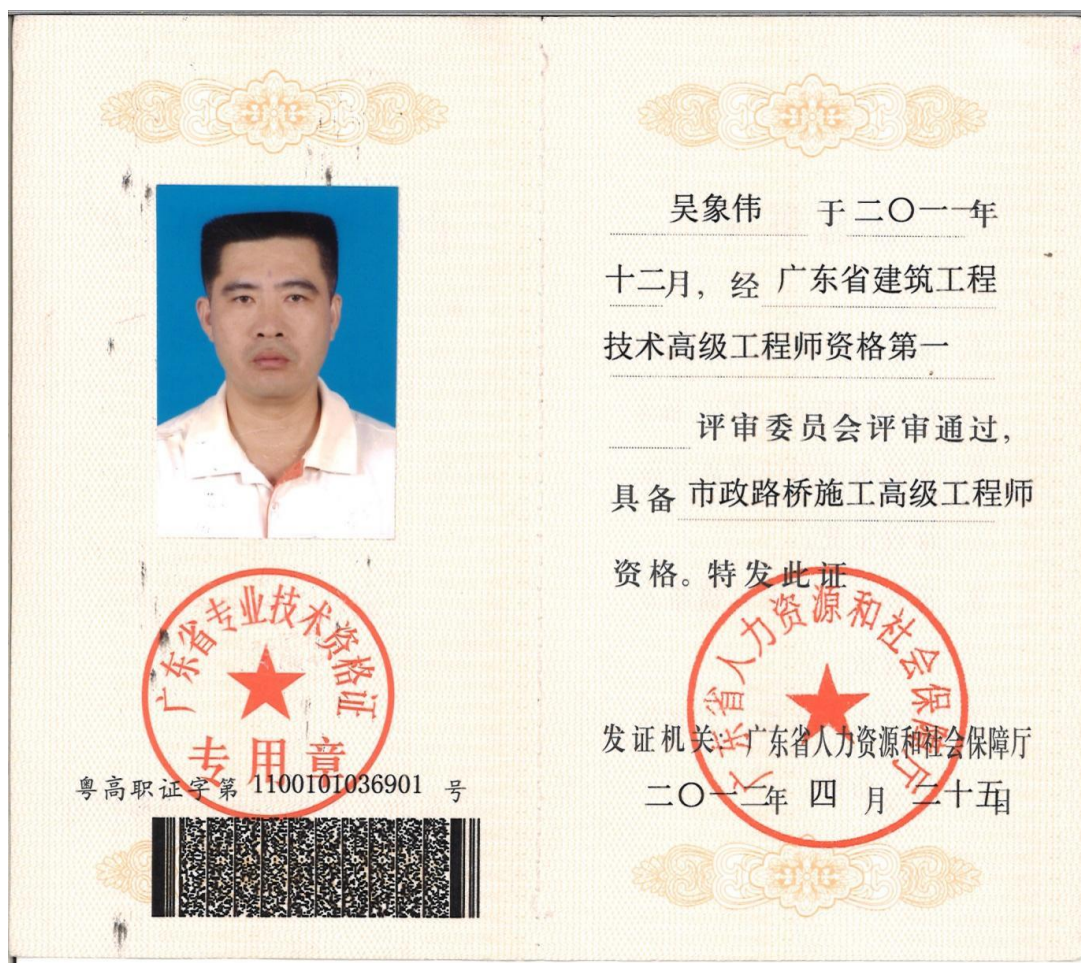 广东省专业技术资格证
专用章
粤高职证字第 1100101036901 号
吴象伟 于二〇一一年
十二月，经 广东省建筑工程
技术高级工程师资格第一
评审委员会评审通过，
具备 市政路桥施工高级工程师
资格。特发此证
广东省人力资源和社会保障厅
发证机关：广东省人力资源和社会保障厅
二〇一二年 四 月 二十五日